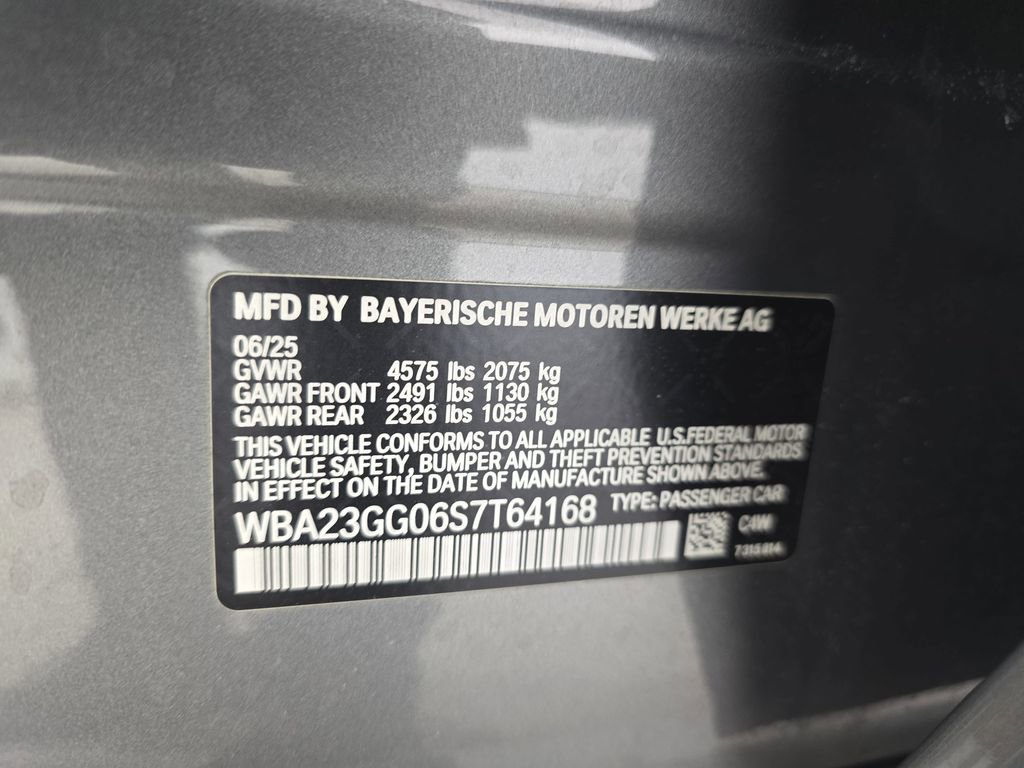 MFD BY BAYERISCHE MOTOREN WERKE AG
06/25
GVWR 4575 lbs 2075 kg
GAWR FRONT 2491 lbs 1130 kg
GAWR REAR 2326 lbs 1055 kg
THIS VEHICLE CONFORMS TO ALL APPLICABLE U.S.FEDERAL MOTOR
VEHICLE SAFETY, BUMPER AND THEFT PREVENTION STANDARDS
IN EFFECT ON THE DATE OF MANUFACTURE SHOWN ABOVE.
WBA23GG06S7T64168 TYPE: PASSENGER CAR
C4W